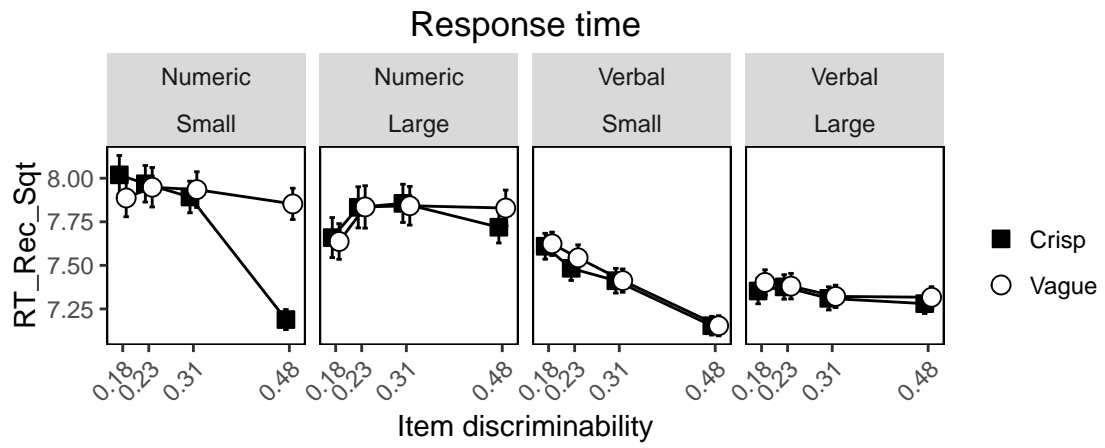 Response time
Numeric Numeric Verbal Verbal
Small Large Small Large
RT_Rec_Sqt
8.00
7.75
7.50
7.25
0.18 0.23 0.31 0.48 0.18 0.23 0.31 0.48 0.18 0.23 0.31 0.48 0.18 0.23 0.31 0.48
Item discriminability
Crisp
Vague